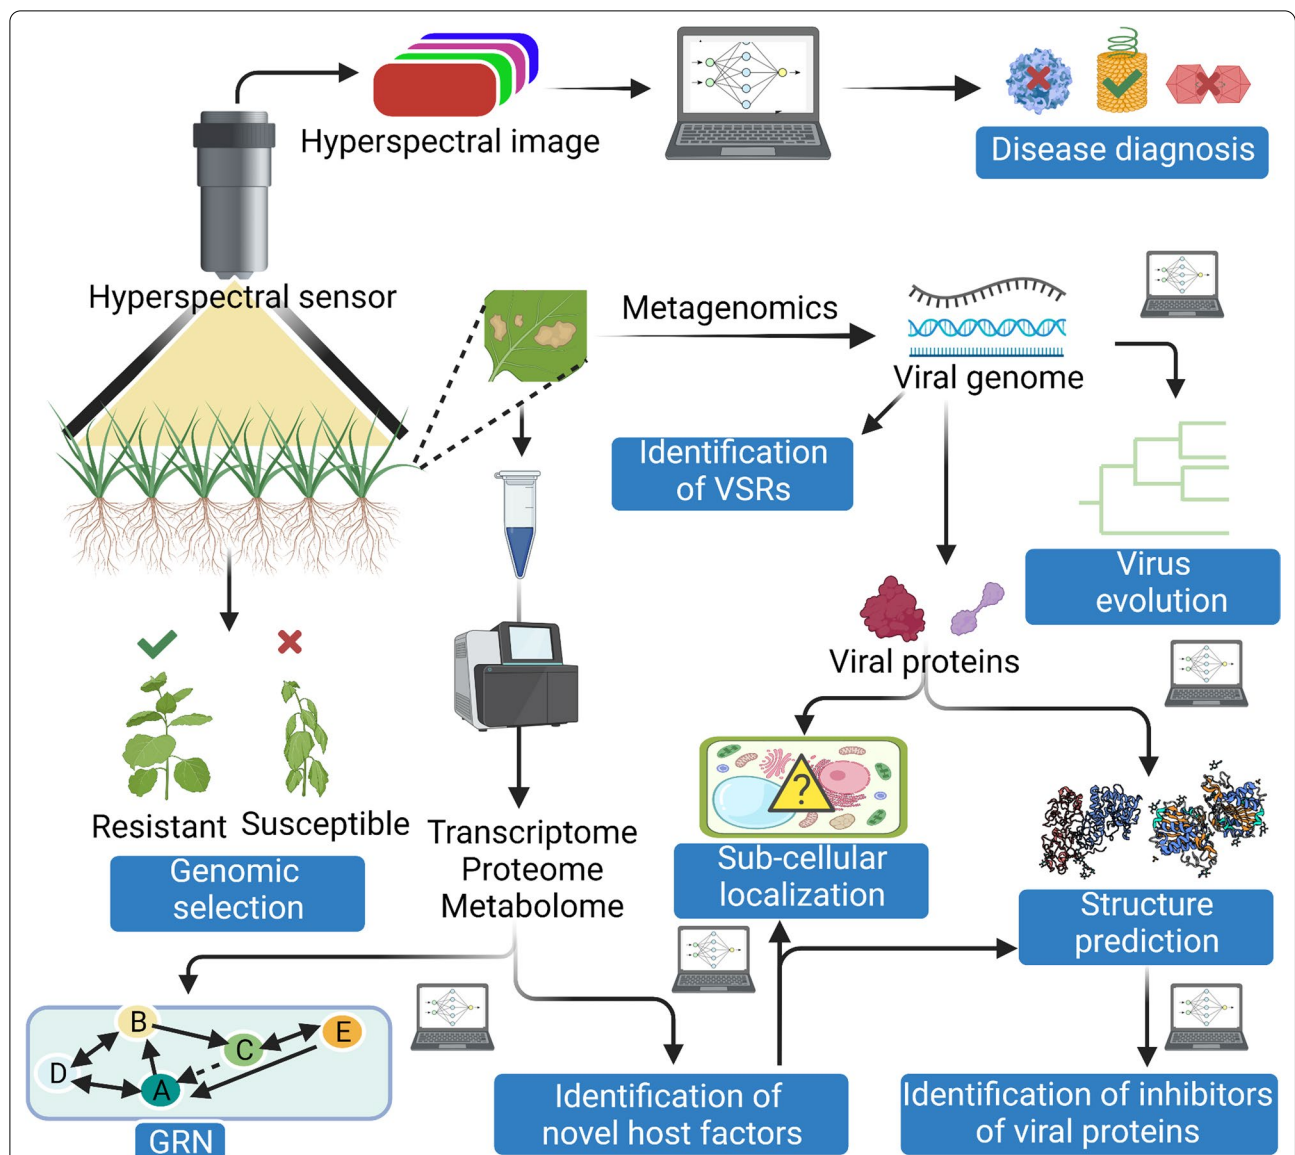 Hyperspectral image
Disease diagnosis
Hyperspectral sensor
Metagenomics
Viral genome
Identification
of VSRs
Virus
evolution
Viral proteins
?
Resistant
Susceptible
Genomic
selection
Transcriptome
Proteome
Metabolome
Sub-cellular
localization
Structure
prediction
B
E
C
D
A
GRN
Identification of
novel host factors
Identification of inhibitors
of viral proteins